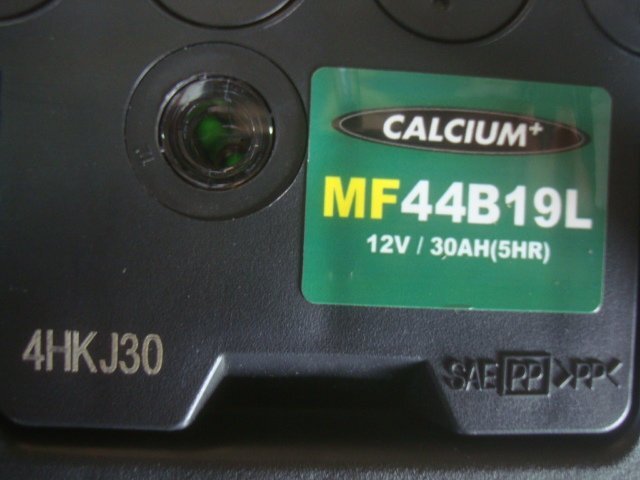 CALCIUM+
MF44B19L
12V / 30AH(5HR)
4HKJ30
SAE PP >PP<